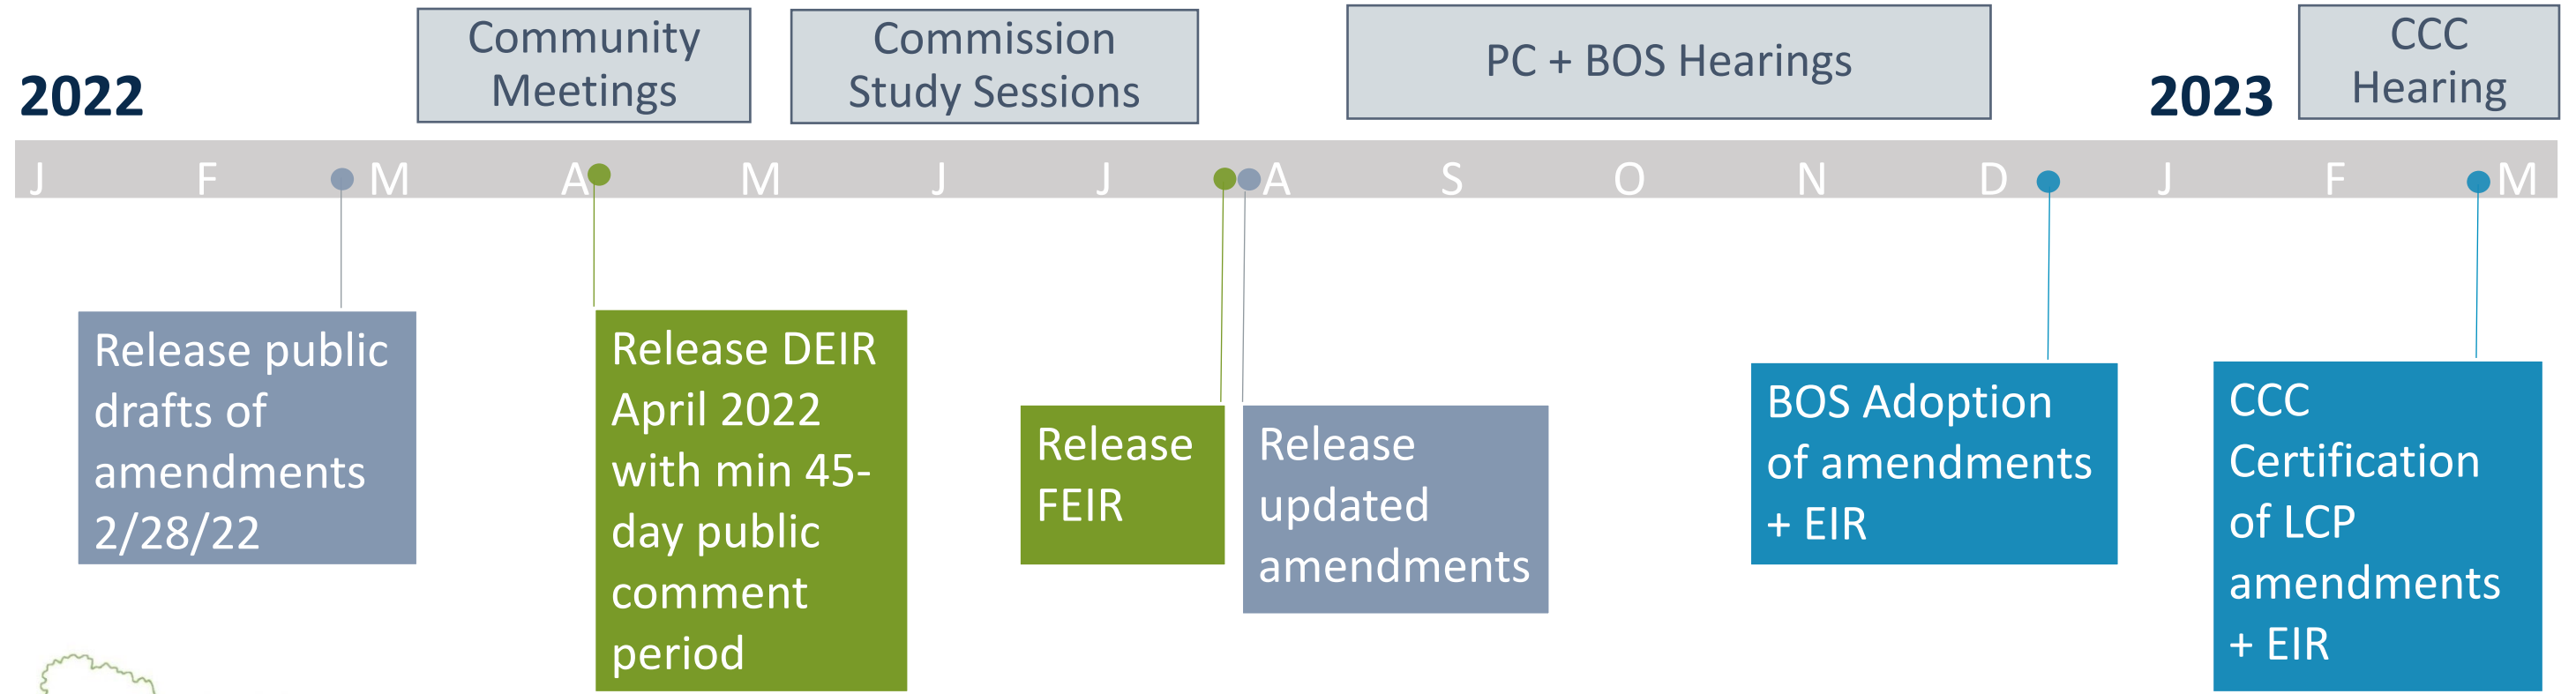 Community
Meetings
Commission
Study Sessions
PC + BOS Hearings
CCC
Hearing
2022
2023
J F M A M J J A S O N D J F M
Release public
drafts of
amendments
2/28/22
Release DEIR
April 2022
with min 45-
day public
comment
period
Release
FEIR
Release
updated
amendments
BOS Adoption
of amendments
+ EIR
CCC
Certification
of LCP
amendments
+ EIR